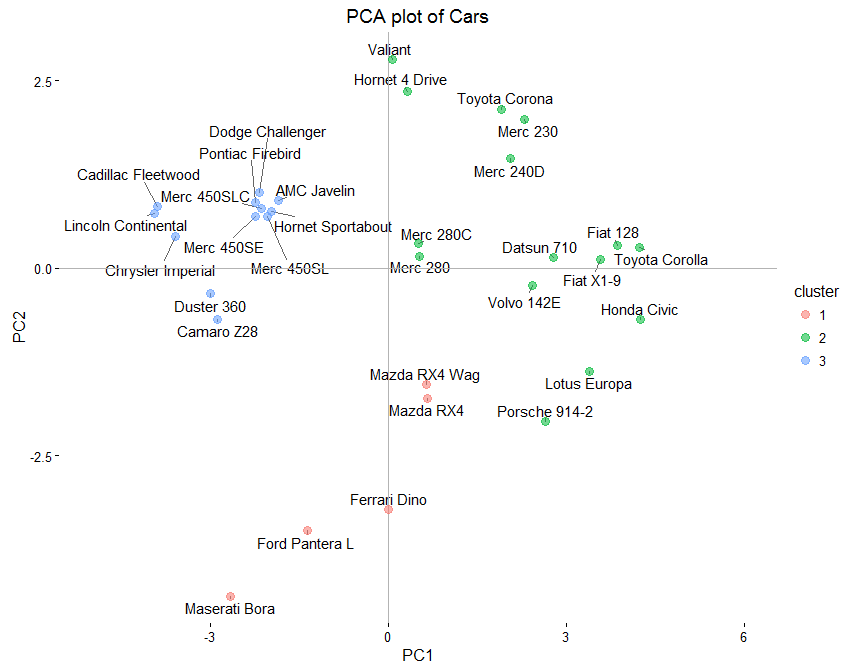 PCA plot of Cars
Valiant
Hornet 4 Drive
2.5
Toyota Corona
Merc 230
Dodge Challenger
Pontiac Firebird
Merc 240D
Cadillac Fleetwood
Merc 450SLC
AMC Javelin
Lincoln Continental
Hornet Sportabout
Merc 280C
Fiat 128
Merc 450SE
Datsun 710
Toyota Corolla
0.0
Chrysler Imperial
Merc 450SL
Merc 280
Fiat X1-9
Volvo 142E
Duster 360
Honda Civic
Camaro Z28
cluster
1
2
3
PC2
Mazda RX4 Wag
Lotus Europa
Mazda RX4
Porsche 914-2
-2.5
Ferrari Dino
Ford Pantera L
Maserati Bora
-3
0
3
6
PC1